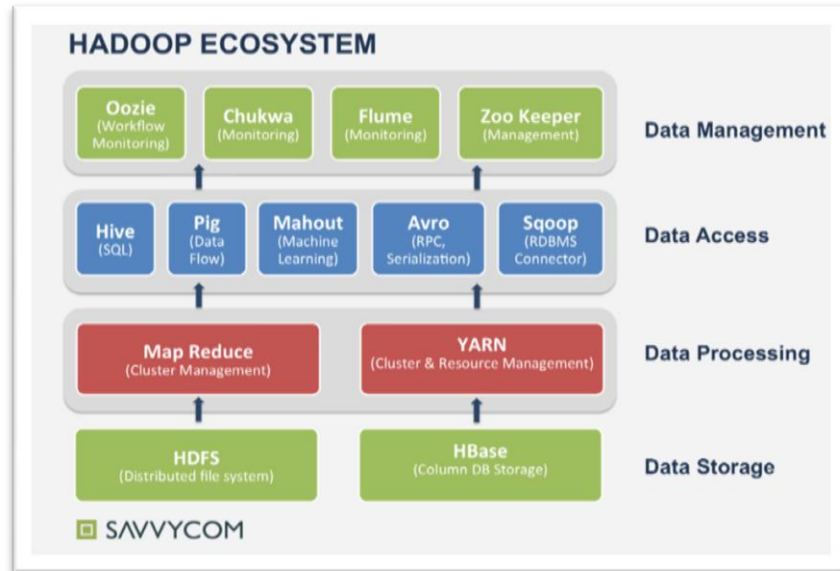 HADOOP ECOSYSTEM
Oozie
(Workflow
Monitoring)
Chukwa
(Monitoring)
Flume
(Monitoring)
Zoo Keeper
(Management)
Data Management
Hive
(SQL)
Pig
(Data
Flow)
Mahout
(Machine
Learning)
Avro
(RPC,
Serialization)
Sqoop
(RDBMS
Connector)
Data Access
Map Reduce
(Cluster Management)
YARN
(Cluster & Resource Management)
Data Processing
HDFS
(Distributed file system)
HBase
(Column DB Storage)
Data Storage
SAVVYCOM